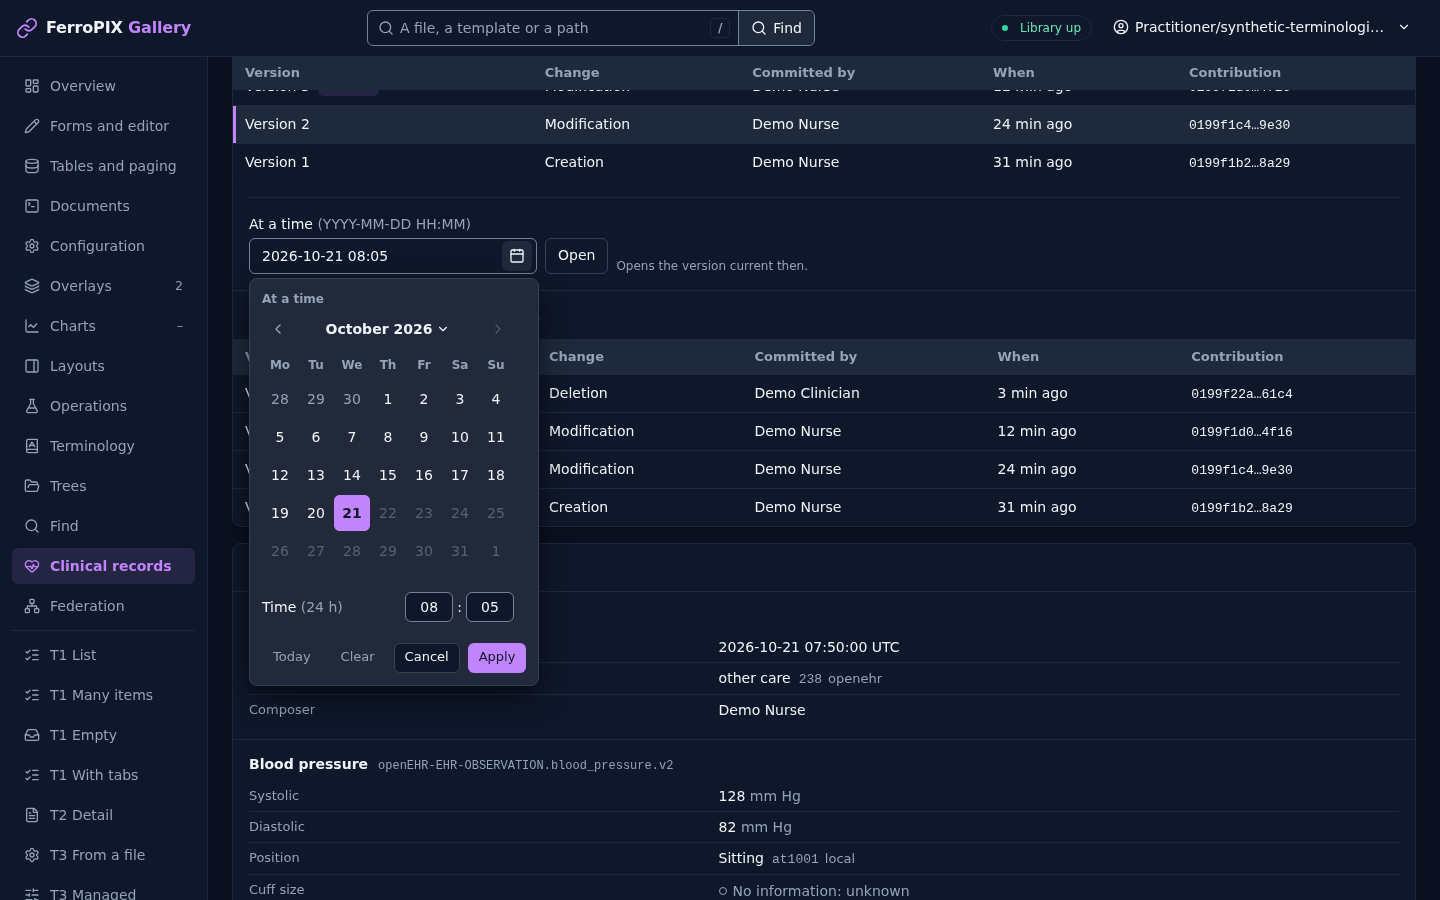 FerroPIX Gallery
A file, a template or a path /
Find
Library up
Practitioner/synthetic-terminologi…
Overview
Forms and editor
Tables and paging
Documents
Configuration
Overlays 2
Charts –
Layouts
Operations
Terminology
Trees
Find
Clinical records
Federation
T1 List
T1 Many items
T1 Empty
T1 With tabs
T2 Detail
T3 From a file
T3 Managed
Version Change Committed by When Contribution
Version 2 Modification Demo Nurse 24 min ago 0199f1c4…9e30
Version 1 Creation Demo Nurse 31 min ago 0199f1b2…8a29
At a time (YYYY-MM-DD HH:MM)
2026-10-21 08:05 Open Opens the version current then.
At a time
October 2026
Mo Tu We Th Fr Sa Su
28 29 30 1 2 3 4
5 6 7 8 9 10 11
12 13 14 15 16 17 18
19 20 21 22 23 24 25
26 27 28 29 30 31 1
Time (24 h) 08 : 05
Today Clear Cancel Apply
Change Committed by When Contribution
Deletion Demo Clinician 3 min ago 0199f22a…61c4
Modification Demo Nurse 12 min ago 0199f1d0…4f16
Modification Demo Nurse 24 min ago 0199f1c4…9e30
Creation Demo Nurse 31 min ago 0199f1b2…8a29
2026-10-21 07:50:00 UTC
other care 238 openehr
Composer Demo Nurse
Blood pressure openEHR-EHR-OBSERVATION.blood_pressure.v2
Systolic 128 mm Hg
Diastolic 82 mm Hg
Position Sitting at1001 local
Cuff size No information: unknown